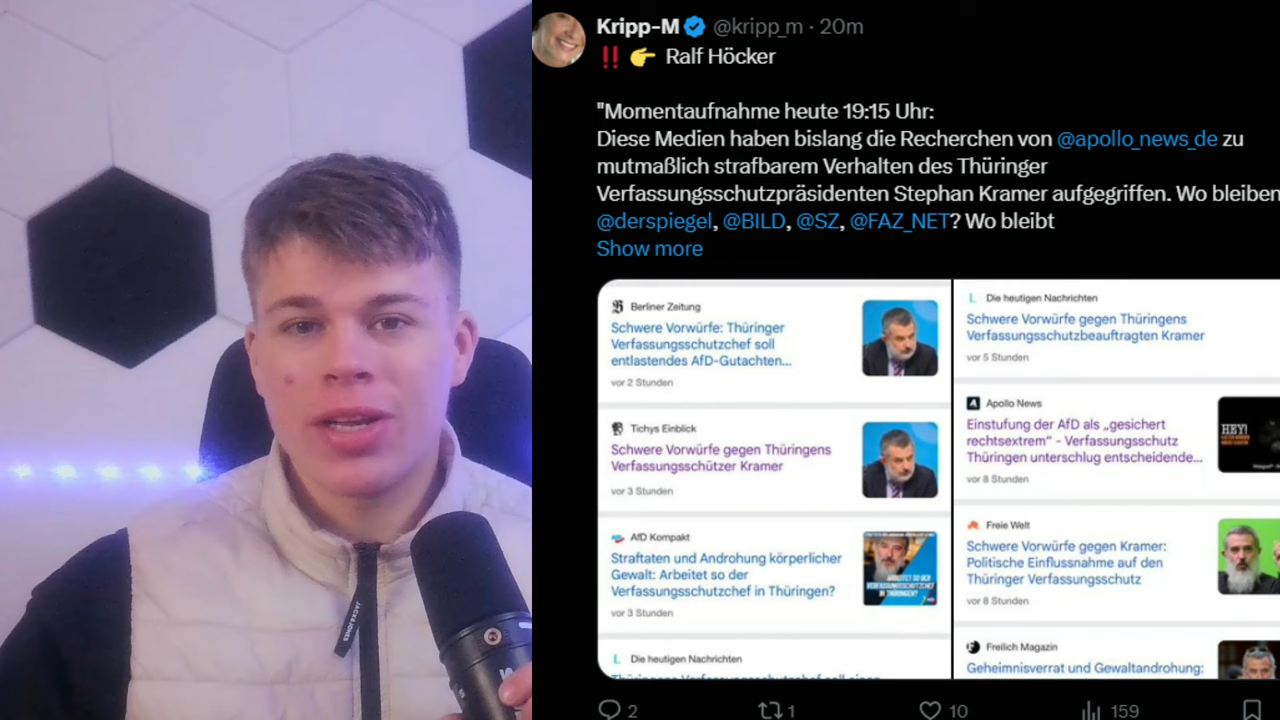 Kripp-M @kripp_m · 20m
‼️ 👉 Ralf Höcker
"Momentaufnahme heute 19:15 Uhr:
Diese Medien haben bislang die Recherchen von @apollo_news_de zu
mutmaßlich strafbarem Verhalten des Thüringer
Verfassungsschutzpräsidenten Stephan Kramer aufgegriffen. Wo bleiben
@derspiegel, @BILD, @SZ, @FAZ_NET? Wo bleibt
Show more
Berliner Zeitung
Schwere Vorwürfe: Thüringer
Verfassungsschutzchef soll
entlastendes AfD-Gutachten...
vor 2 Stunden
Tichys Einblick
Schwere Vorwürfe gegen Thüringens
Verfassungsschützer Kramer
vor 3 Stunden
AfD Kompakt
Straftaten und Androhung körperlicher
Gewalt: Arbeitet so der
Verfassungsschutzchef in Thüringen?
vor 3 Stunden
Die heutigen Nachrichten
Die heutigen Nachrichten
Schwere Vorwürfe gegen Thüringens
Verfassungsschutzbeauftragten Kramer
vor 5 Stunden
Apollo News
Einstufung der AfD als „gesichert
rechtsextrem“ - Verfassungsschutz
Thüringen unterschlug entscheidende...
vor 8 Stunden
HEY!
Freie Welt
Schwere Vorwürfe gegen Kramer:
Politische Einflussnahme auf den
Thüringer Verfassungsschutz
vor 8 Stunden
Freilich Magazin
Geheimnisverrat und Gewaltandrohung:
2 1 10 159
JACK&JONES